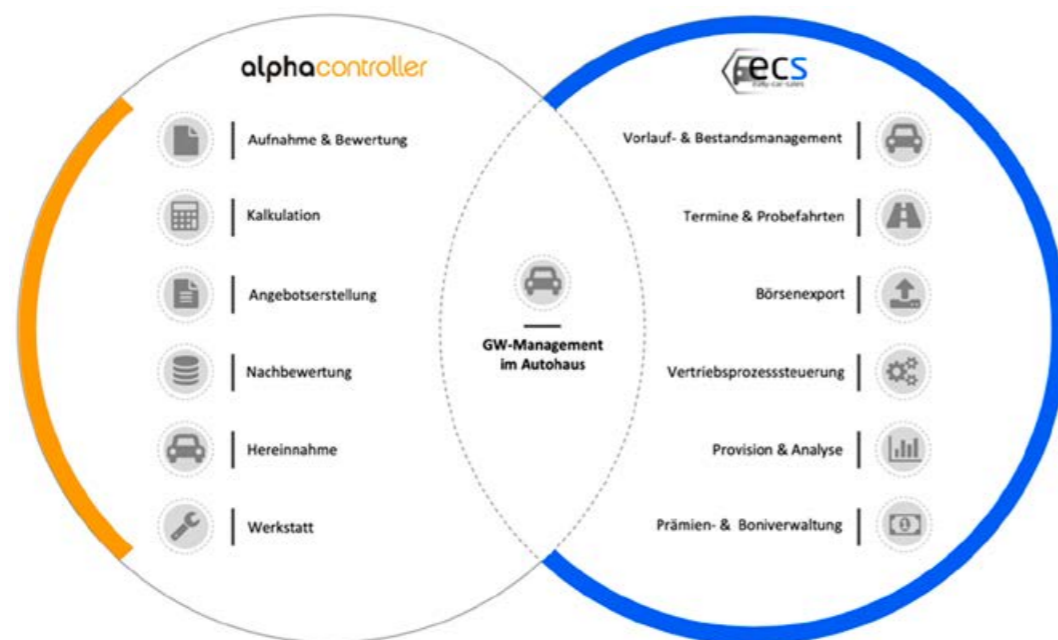 alphacontroller
Aufnahme & Bewertung
Kalkulation
Angebotserstellung
Nachbewertung
Hereinnahme
Werkstatt
GW-Management
im Autohaus
ecs
Vorlauf- & Bestandsmanagement
Termine & Probefahrten
Börsenexport
Vertriebsprozesssteuerung
Provision & Analyse
Prämien- & Boniverwaltung